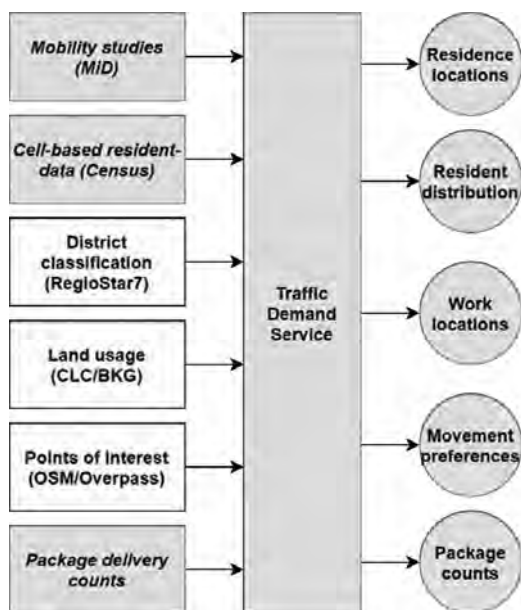 Mobility studies
(MiD)
Cell-based resident-
data (Census)
District
classification
(RegioStar7)
Land usage
(CLC/BKG)
Points of interest
(OSM/Overpass)
Package delivery
counts
Traffic
Demand
Service
Residence
locations
Resident
distribution
Work
locations
Movement
preferences
Package
counts